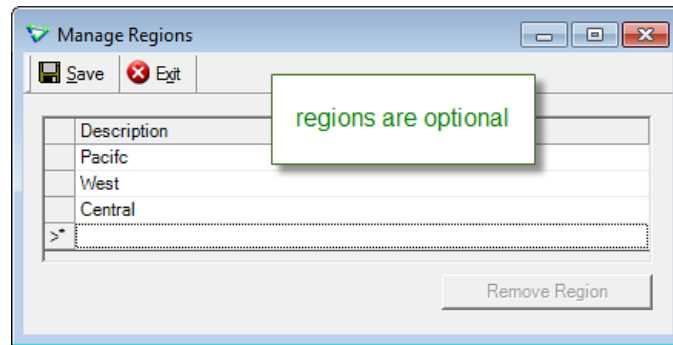 Manage Regions
Save Exit
regions are optional
Description
Pacifc
West
Central
>*
Remove Region